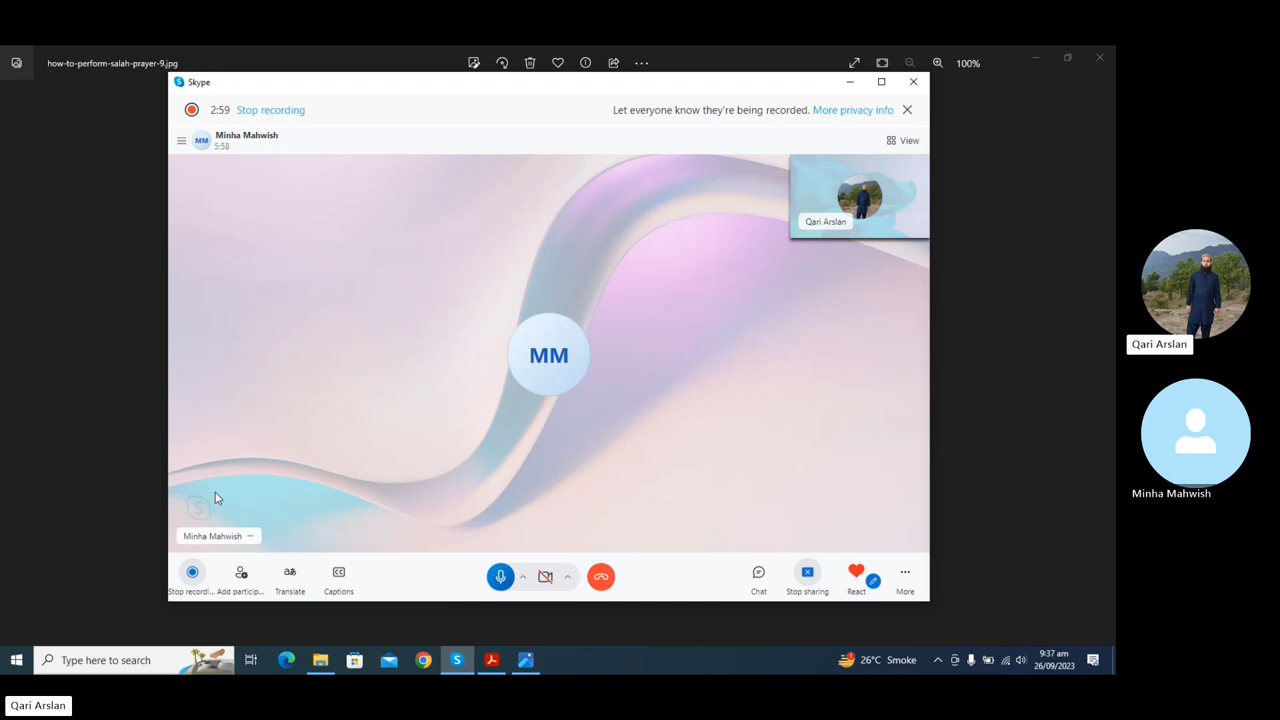 how-to-perform-salah-prayer-9.jpg
100%
Skype
2:59 Stop recording
Let everyone know they're being recorded. More privacy info
MM
Minha Mahwish
5:58
View
Qari Arslan
MM
Minha Mahwish
Stop recordi...
Add particip...
Translate
Captions
Chat
Stop sharing
React
More
Qari Arslan
Minha Mahwish
Type here to search
26°C Smoke
9:37 am
26/09/2023
Qari Arslan